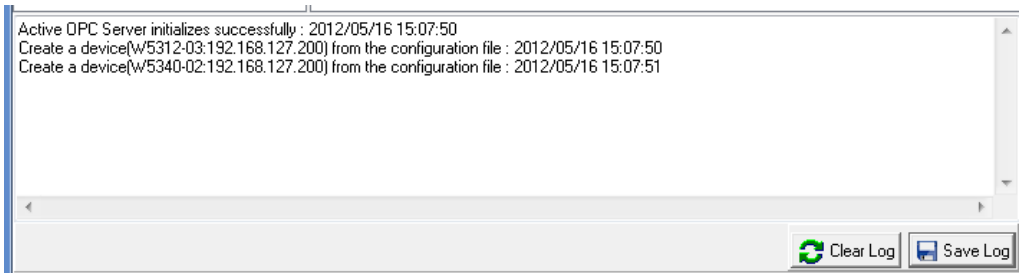 Active OPC Server initializes successfully : 2012/05/16 15:07:50
Create a device(W5312-03:192.168.127.200) from the configuration file : 2012/05/16 15:07:50
Create a device(W5340-02:192.168.127.200) from the configuration file : 2012/05/16 15:07:51
Clear Log Save Log